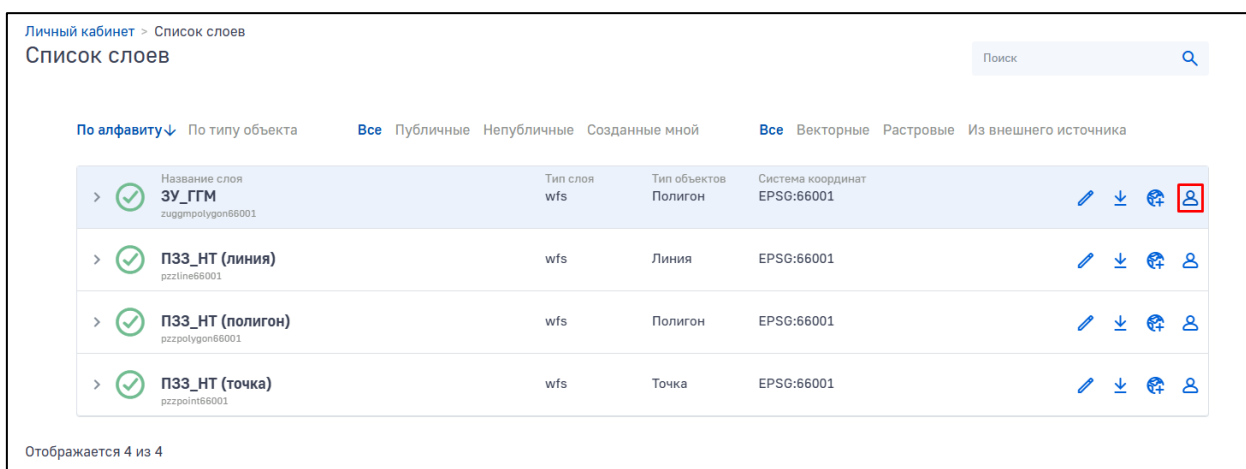 Личный кабинет > Список слоев
Список слоев
Поиск
По алфавиту↓ По типу объекта Все Публичные Непубличные Созданные мной Все Векторные Растровые Из внешнего источника
Название слоя Тип слоя Тип объектов Система координат
ЗУ_ГГМ wfs Полигон EPSG:66001
zuggmpolygon66001
ПЗЗ_НТ (линия) wfs Линия EPSG:66001
pzzline66001
ПЗЗ_НТ (полигон) wfs Полигон EPSG:66001
pzzpolygon66001
ПЗЗ_НТ (точка) wfs Точка EPSG:66001
pzzpoint66001
Отображается 4 из 4